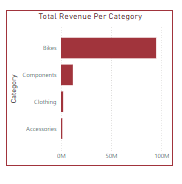 Total Revenue Per Category
Category
Bikes
Components
Clothing
Accessories
0M 50M 100M